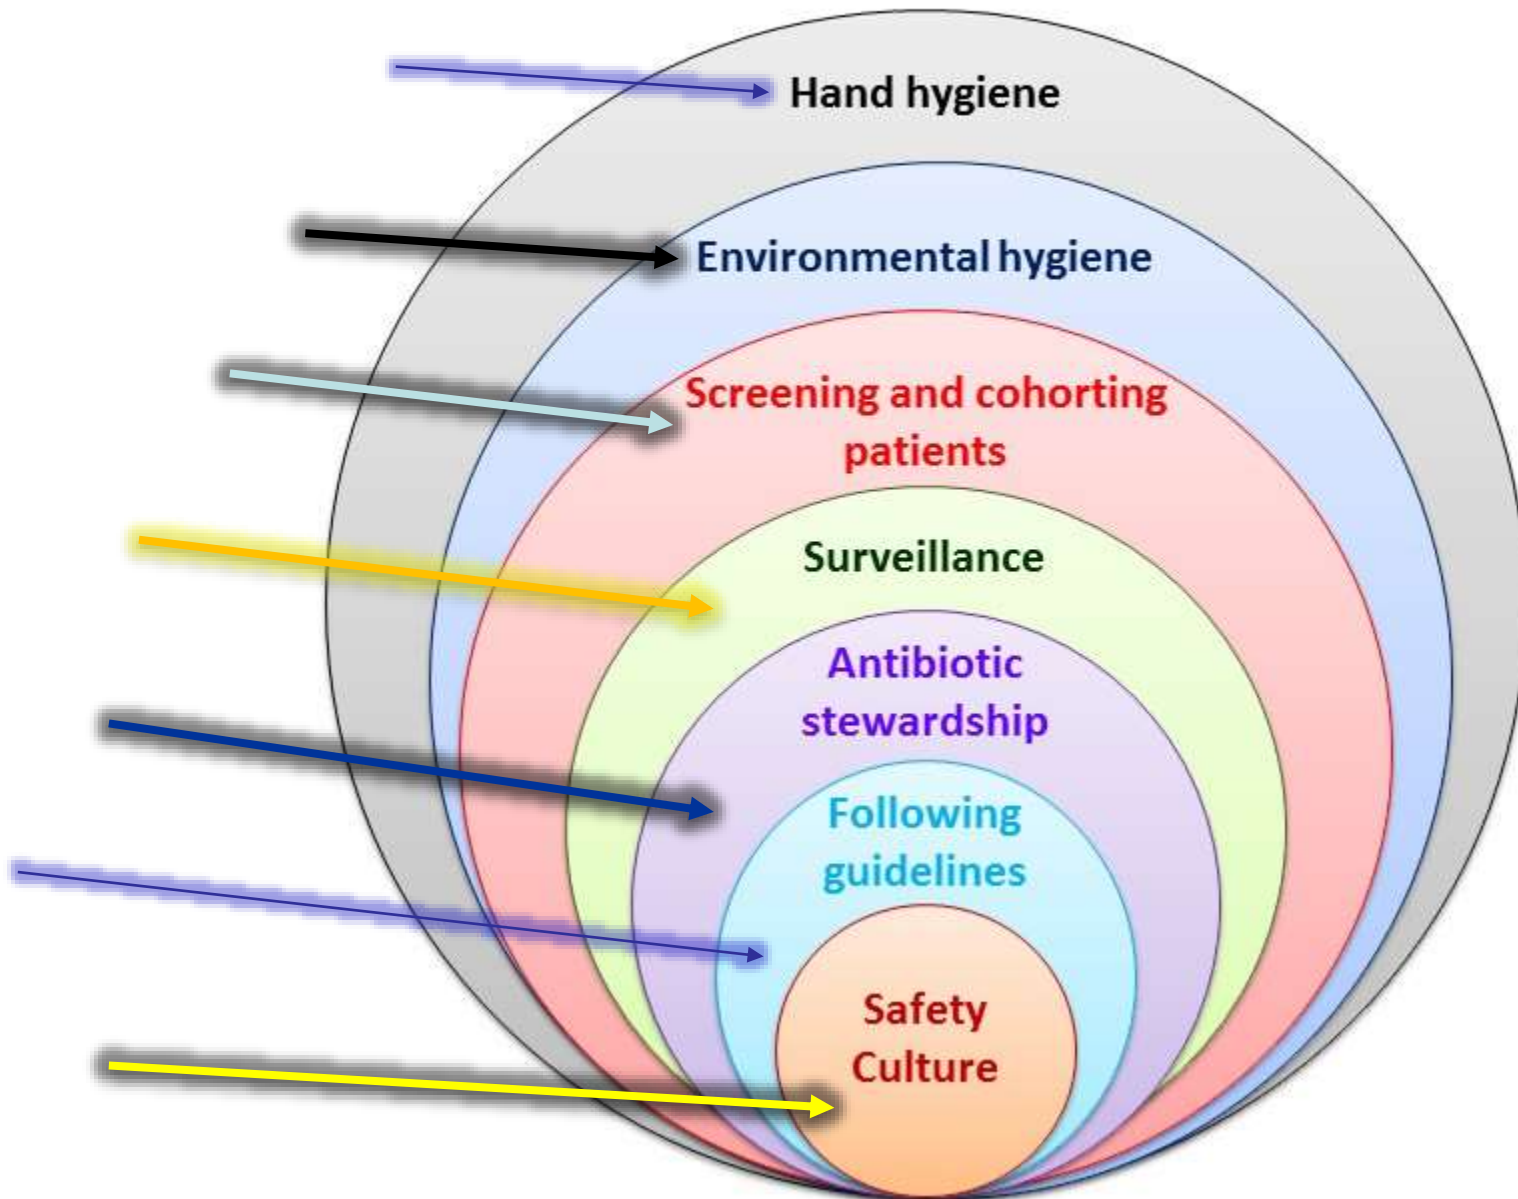 Hand hygiene
Environmental hygiene
Screening and cohorting
patients
Surveillance
Antibiotic
stewardship
Following
guidelines
Safety
Culture